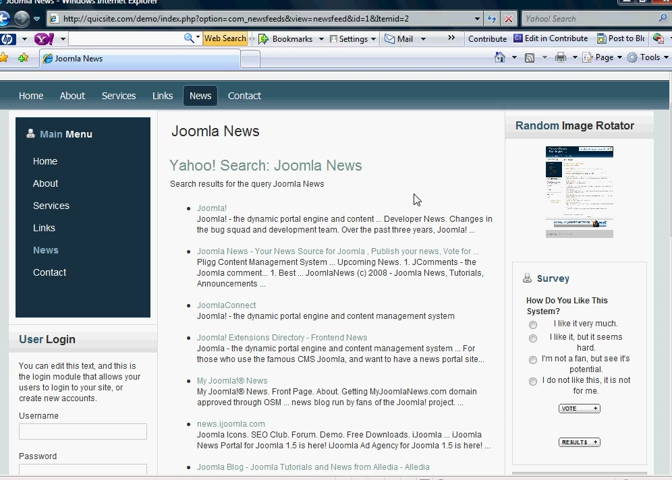 Joomla News - Windows Internet Explorer
http://quicsite.com/demo/index.php?option=com_newsfeeds&view=newsfeed&id=1&Itemid=2
Yahoo! Search
Web Search
Bookmarks
Settings
Mail
Contribute
Edit in Contribute
Post to Bl
Joomla News
Page
Tools
Home
About
Services
Links
News
Contact
Main Menu
Home
About
Services
Links
News
Contact
User Login
You can edit this text, and this is
the login module that allows your
users to login to your site, or
create new accounts.
Username
Password
Joomla News
Yahoo! Search: Joomla News
Search results for the query Joomla News
Joomla!
Joomla! - the dynamic portal engine and content ... Developer News. Changes in
the bug squad and development team. Over the past three years, Joomla! ...
Joomla News - Your News Source for Joomla , Publish your news, Vote for ...
Pligg Content Management System ... Upcoming News. 1. JComments - the
Joomla comment... 1. Best ... JoomlaNews (c) 2008 - Joomla News, Tutorials,
Announcements ...
JoomlaConnect
Joomla! - the dynamic portal engine and content management system
Joomla! Extensions Directory - Frontend News
Joomla - the dynamic portal engine and content management system ... For
those who use the famous CMS Joomla, and want to have a news portal site...
My Joomla!® News
My Joomla!® News. Front Page. About. Getting MyJoomlaNews.com domain
approved through OSM ... news blog run by fans of the Joomla! project. ...
news.ijoomla.com
Joomla Icons. SEO Club. Forum. Demo. Free Downloads. iJoomla ... iJoomla
News Portal for Joomla 1.5 is here! iJoomla Ad Agency for Joomla 1.5 is here! ...
Joomla Blog - Joomla Tutorials and News from Alledia - Alledia
Random Image Rotator
Survey
How Do You Like This
System?
I like it very much.
I like it, but it seems
hard.
I'm not a fan, but see it's
potential.
I do not like this, it is not
for me.
VOTE
RESULTS